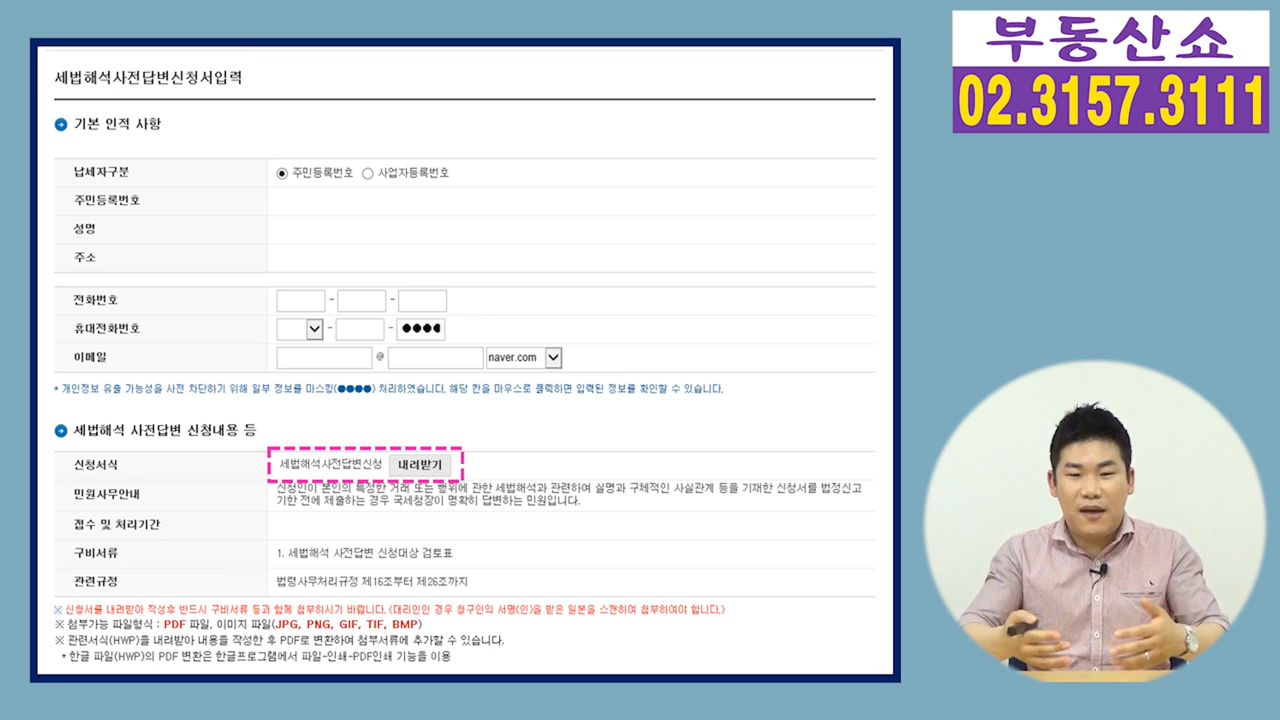 부동산쇼
02.3157.3111
세법해석사전답변신청서입력
기본 인적 사항
납세자구분 주민등록번호 사업자등록번호
주민등록번호
성명
주소
전화번호 - -
휴대전화번호 - - ●●●●
이메일 @ naver.com
* 개인정보 유출 가능성을 사전 차단하기 위해 일부 정보를 마스킹(●●●●) 처리하였습니다. 해당 칸을 마우스로 클릭하면 입력된 정보를 확인할 수 있습니다.
세법해석 사전답변 신청내용 등
신청서식 세법해석사전답변신청 내려받기
민원사무안내 신청인이 본인의 특정한 거래 또는 행위에 관한 세법해석과 관련하여 실명과 구체적인 사실관계 등을 기재한 신청서를 법정신고
기한 전에 제출하는 경우 국세청장이 명확히 답변하는 민원입니다.
접수 및 처리기간
구비서류 1. 세법해석 사전답변 신청대상 검토표
관련규정 법령사무처리규정 제16조부터 제26조까지
※ 신청서를 내려받아 작성후 반드시 구비서류 등과 함께 첨부하시기 바랍니다. (대리인인 경우 청구인의 서명(인)을 받은 원본을 스캔하여 첨부하여야 합니다.)
※ 첨부가능 파일형식 : PDF 파일, 이미지 파일(JPG, PNG, GIF, TIF, BMP)
※ 관련서식(HWP)을 내려받아 내용을 작성한 후 PDF로 변환하여 첨부서류에 추가할 수 있습니다.
* 한글 파일(HWP)의 PDF 변환은 한글프로그램에서 파일-인쇄-PDF인쇄 기능을 이용